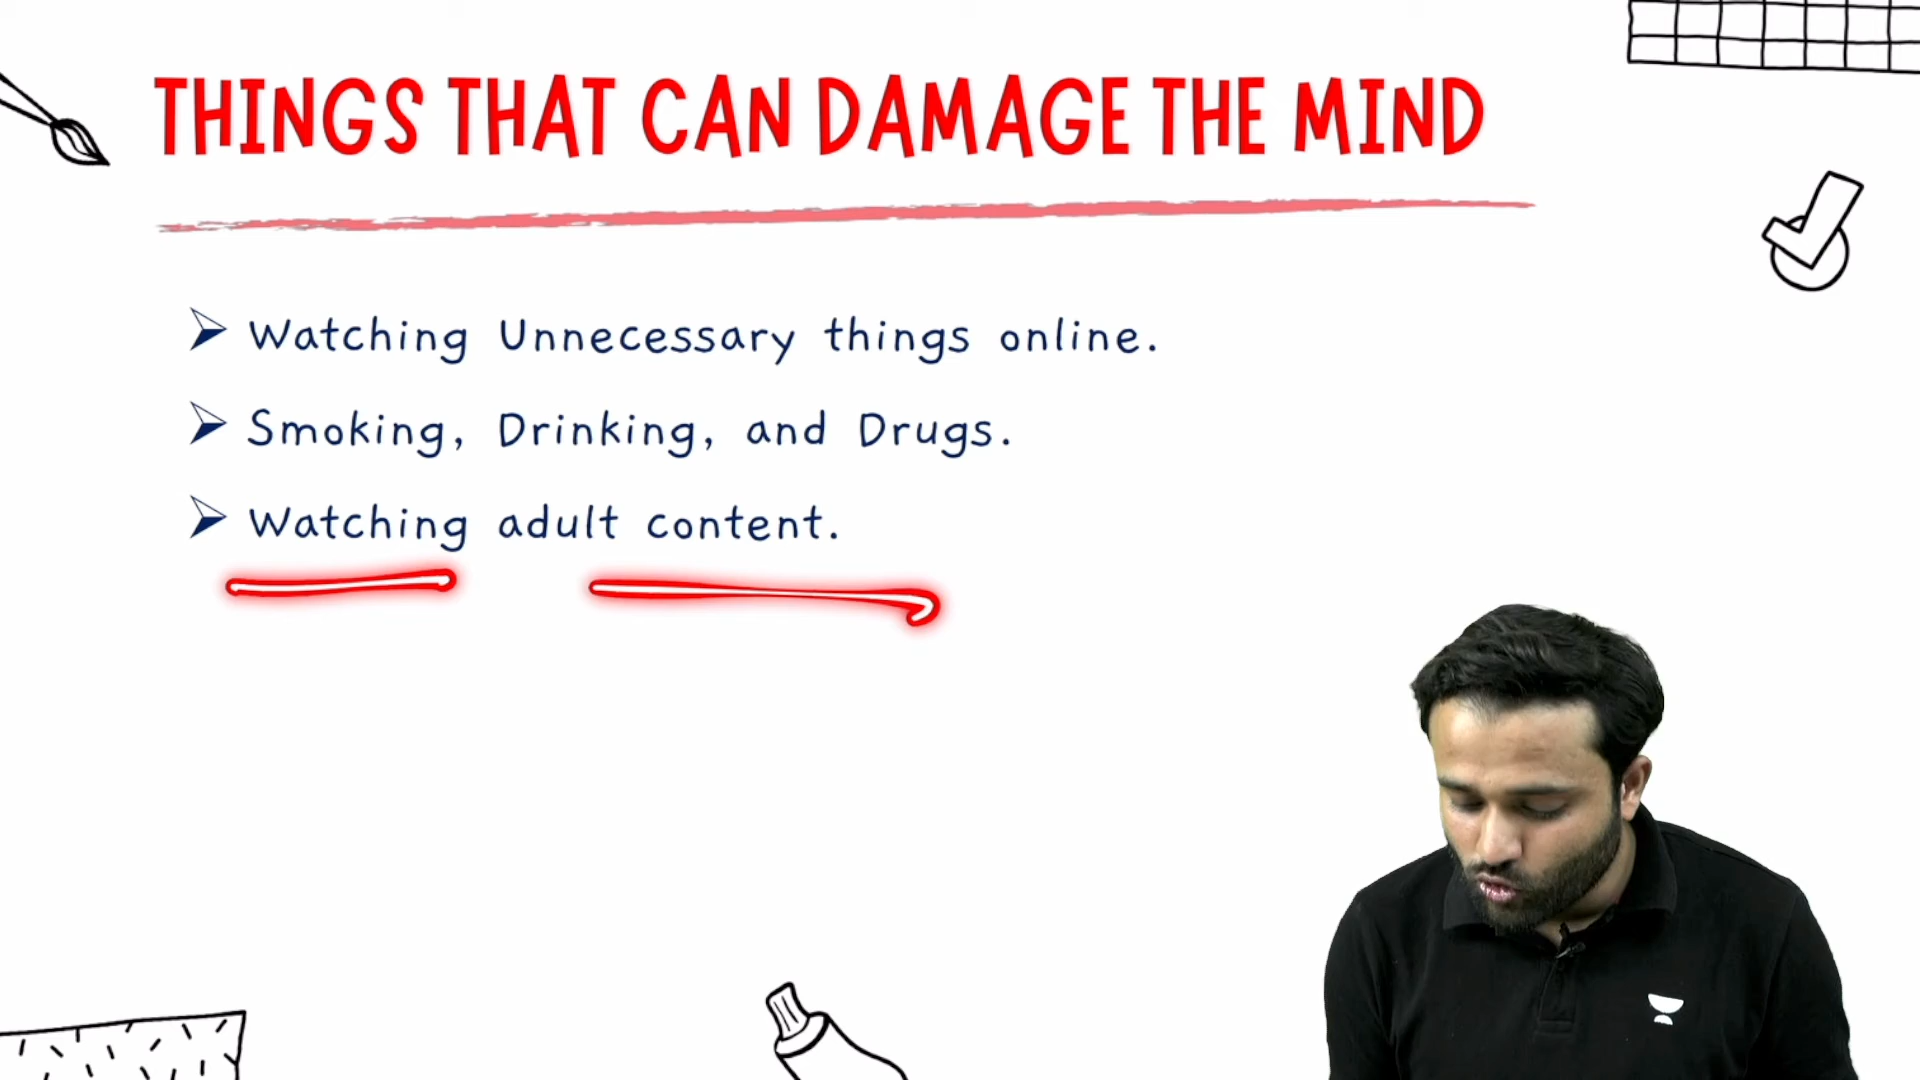 THINGS THAT CAN DAMAGE THE MIND
Watching Unnecessary things online.
Smoking, Drinking, and Drugs.
Watching adult content.